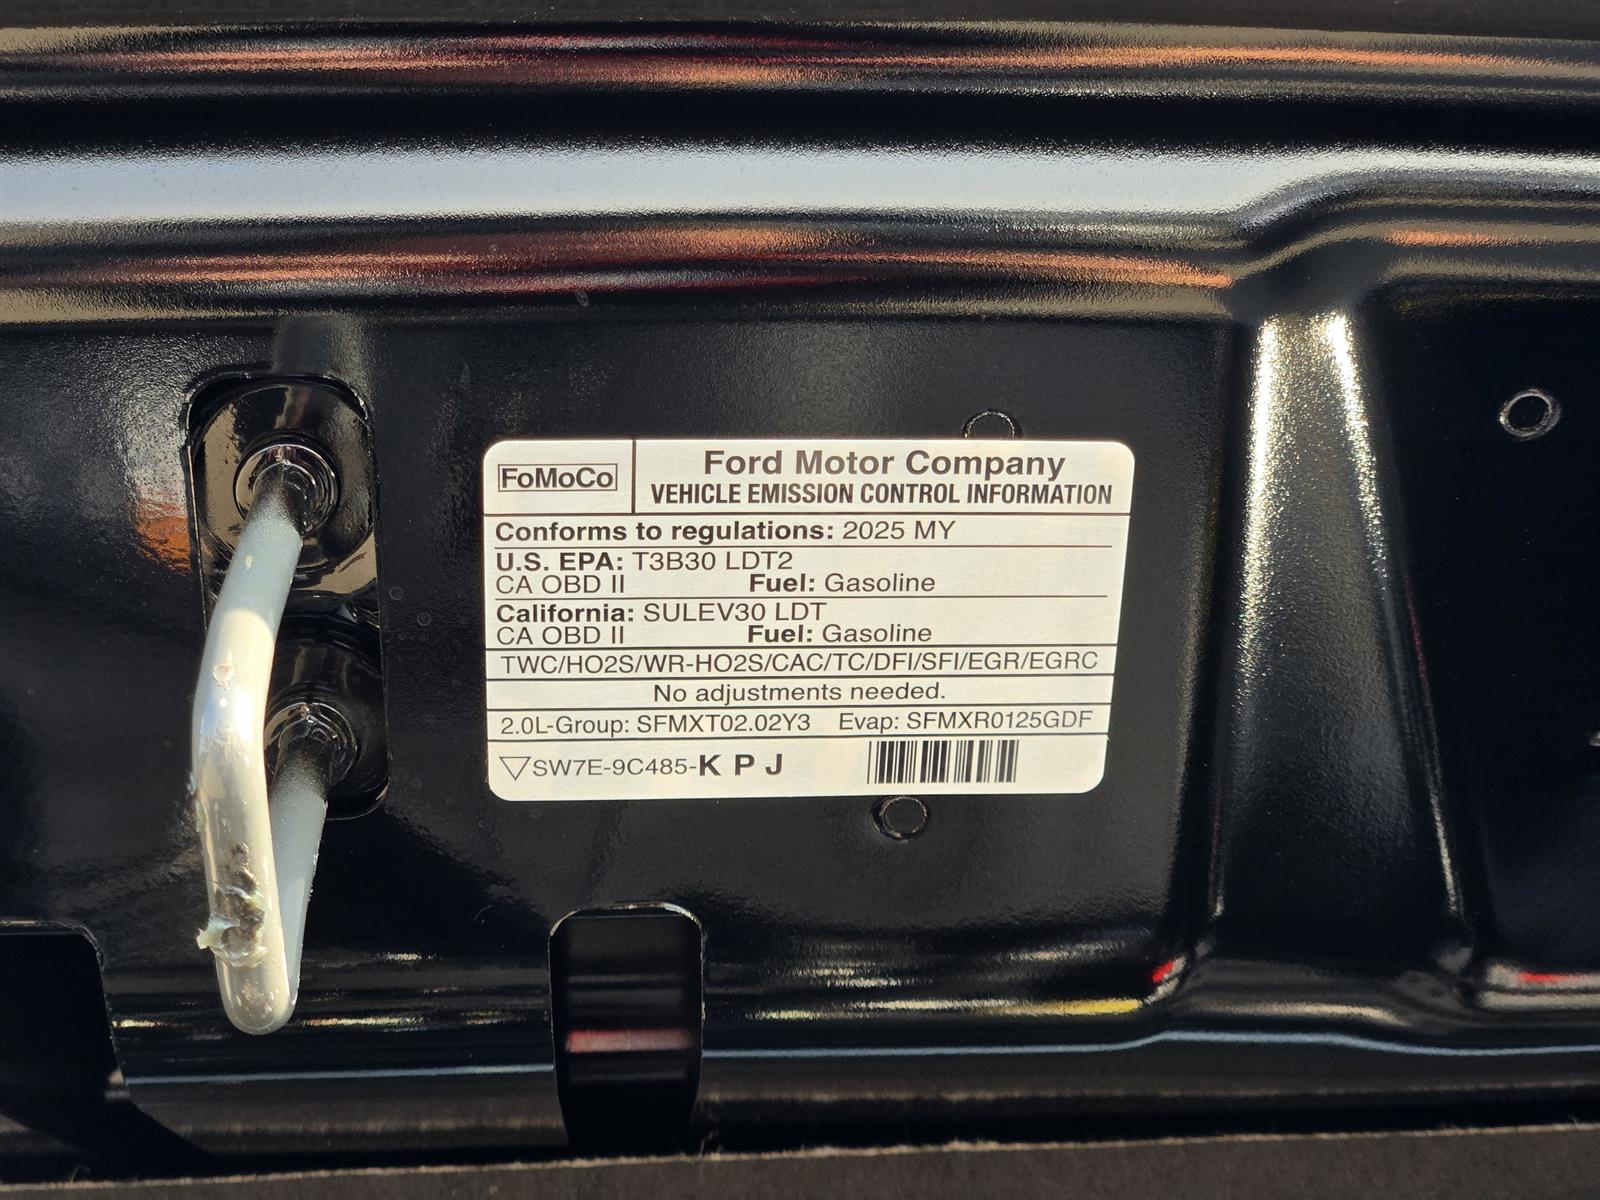 FoMoCo
Ford Motor Company
VEHICLE EMISSION CONTROL INFORMATION
Conforms to regulations: 2025 MY
U.S. EPA: T3B30 LDT2
CA OBD II Fuel: Gasoline
California: SULEV30 LDT
CA OBD II Fuel: Gasoline
TWC/HO2S/WR-HO2S/CAC/TC/DFI/SFI/EGR/EGRC
No adjustments needed.
2.0L-Group: SFMXT02.02Y3 Evap: SFMXR0125GDF
SW7E-9C485-K P J